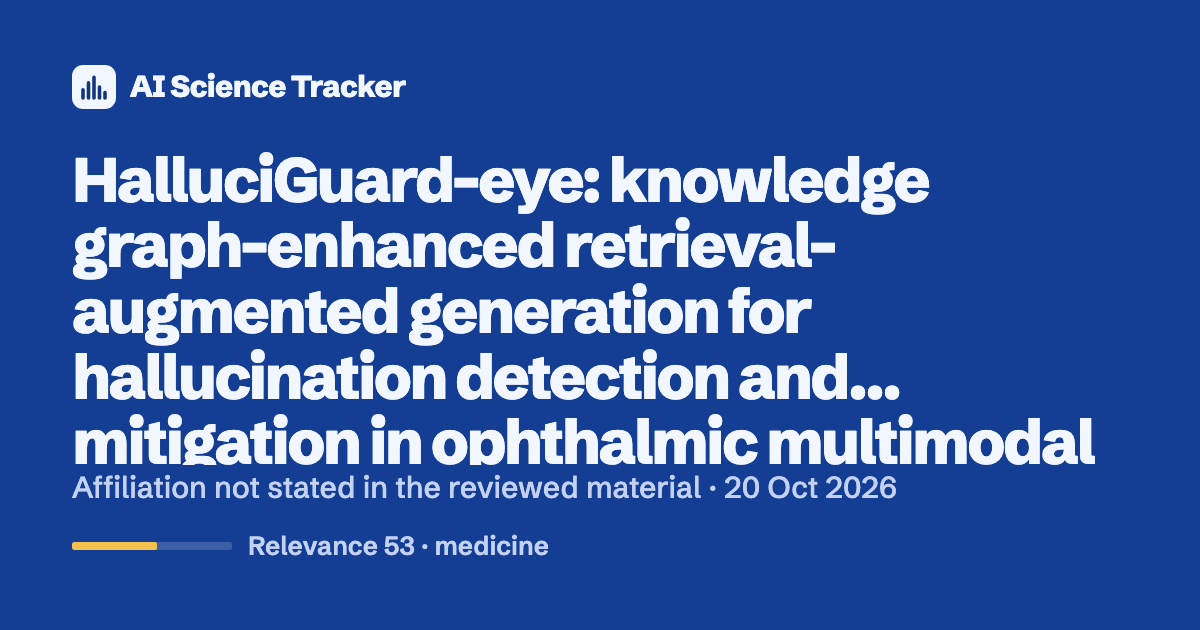 AI Science Tracker
HalluciGuard-eye: knowledge
graph-enhanced retrieval-
augmented generation for
hallucination detection and...
mitigation in ophthalmic multimodal
Affiliation not stated in the reviewed material · 20 Oct 2026
Relevance 53 · medicine